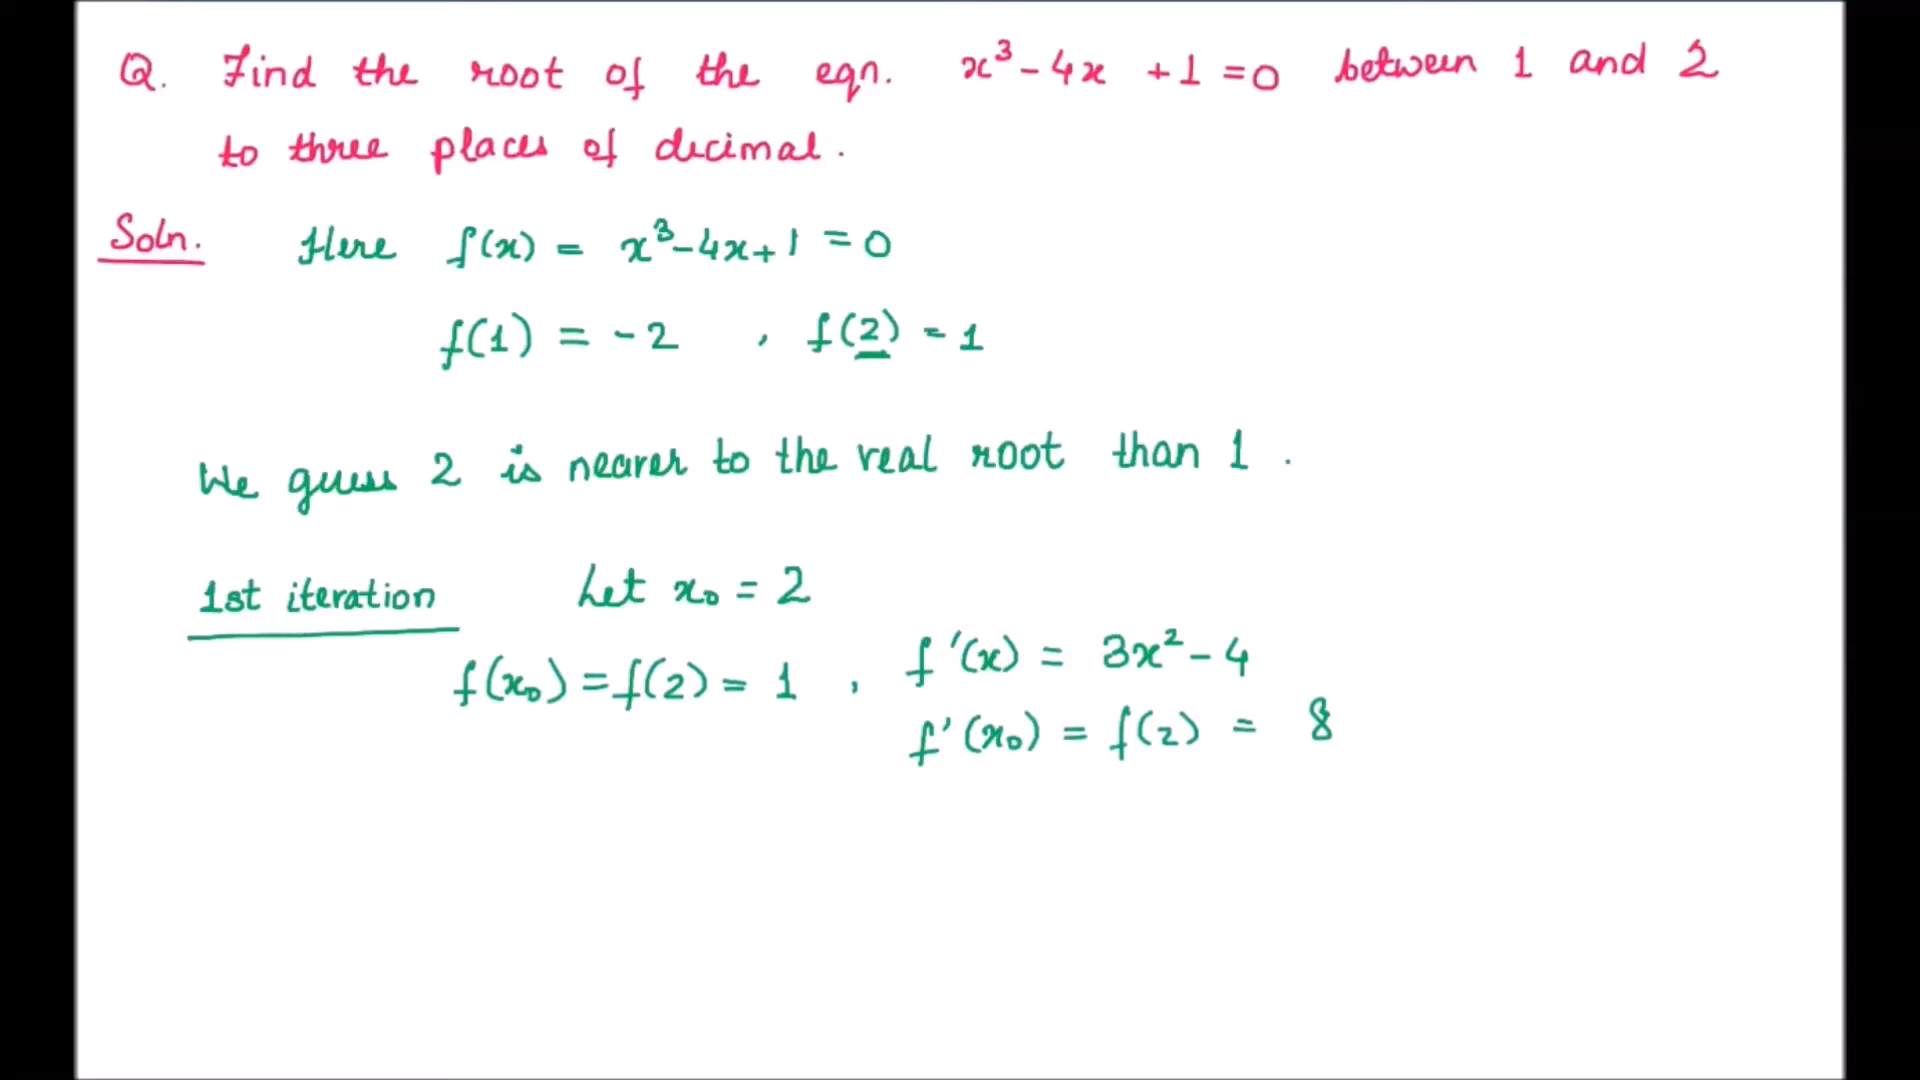 Q. Find the root of the eqn. x³ - 4x + 1 = 0 between 1 and 2
to three places of decimal.
Soln. Here f(x) = x³ - 4x + 1 = 0
f(1) = -2 , f(2) = 1
We guess 2 is nearer to the real root than 1 .
1st iteration Let x₀ = 2
f(x₀) = f(2) = 1 , f'(x) = 3x² - 4
f'(x₀) = f(2) = 8